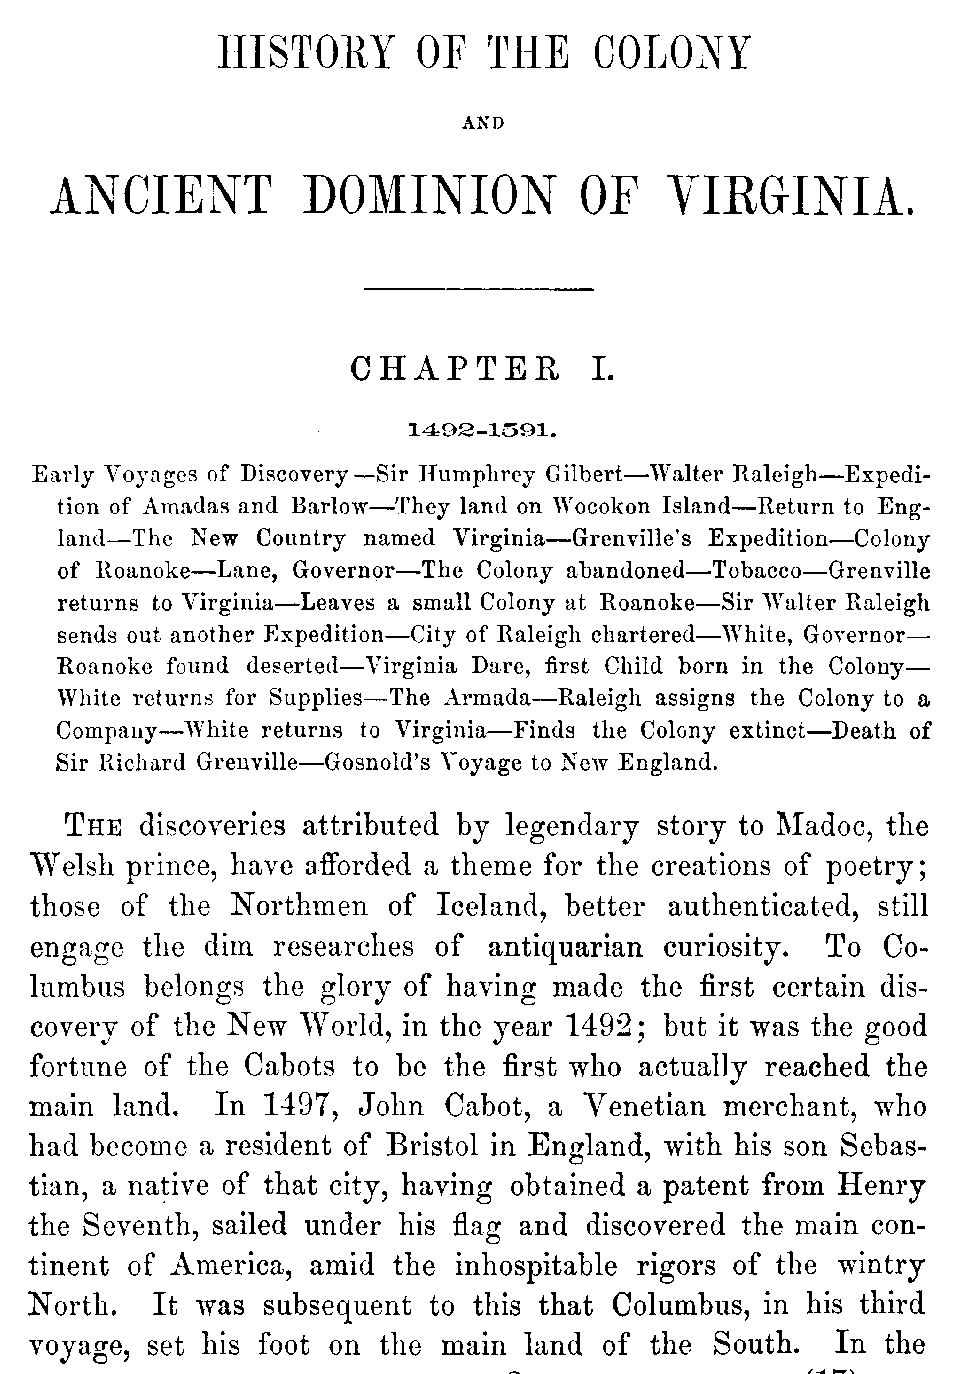 HISTORY OF THE COLONY
AND
ANCIENT DOMINION OF VIRGINIA.
CHAPTER I.
1492-1591.
Early Voyages of Discovery—Sir Humphrey Gilbert—Walter Raleigh—Expedi-
tion of Amadas and Barlow—They land on Wocokon Island—Return to Eng-
land—The New Country named Virginia—Grenville's Expedition—Colony
of Roanoke—Lane, Governor—The Colony abandoned—Tobacco—Grenville
returns to Virginia—Leaves a small Colony at Roanoke—Sir Walter Raleigh
sends out another Expedition—City of Raleigh chartered—White, Governor—
Roanoke found deserted—Virginia Dare, first Child born in the Colony—
White returns for Supplies—The Armada—Raleigh assigns the Colony to a
Company—White returns to Virginia—Finds the Colony extinct—Death of
Sir Richard Grenville—Gosnold's Voyage to New England.
THE discoveries attributed by legendary story to Madoc, the
Welsh prince, have afforded a theme for the creations of poetry;
those of the Northmen of Iceland, better authenticated, still
engage the dim researches of antiquarian curiosity. To Co-
lumbus belongs the glory of having made the first certain dis-
covery of the New World, in the year 1492; but it was the good
fortune of the Cabots to be the first who actually reached the
main land. In 1497, John Cabot, a Venetian merchant, who
had become a resident of Bristol in England, with his son Sebas-
tian, a native of that city, having obtained a patent from Henry
the Seventh, sailed under his flag and discovered the main con-
tinent of America, amid the inhospitable rigors of the wintry
North. It was subsequent to this that Columbus, in his third
voyage, set his foot on the main land of the South. In the
(17)